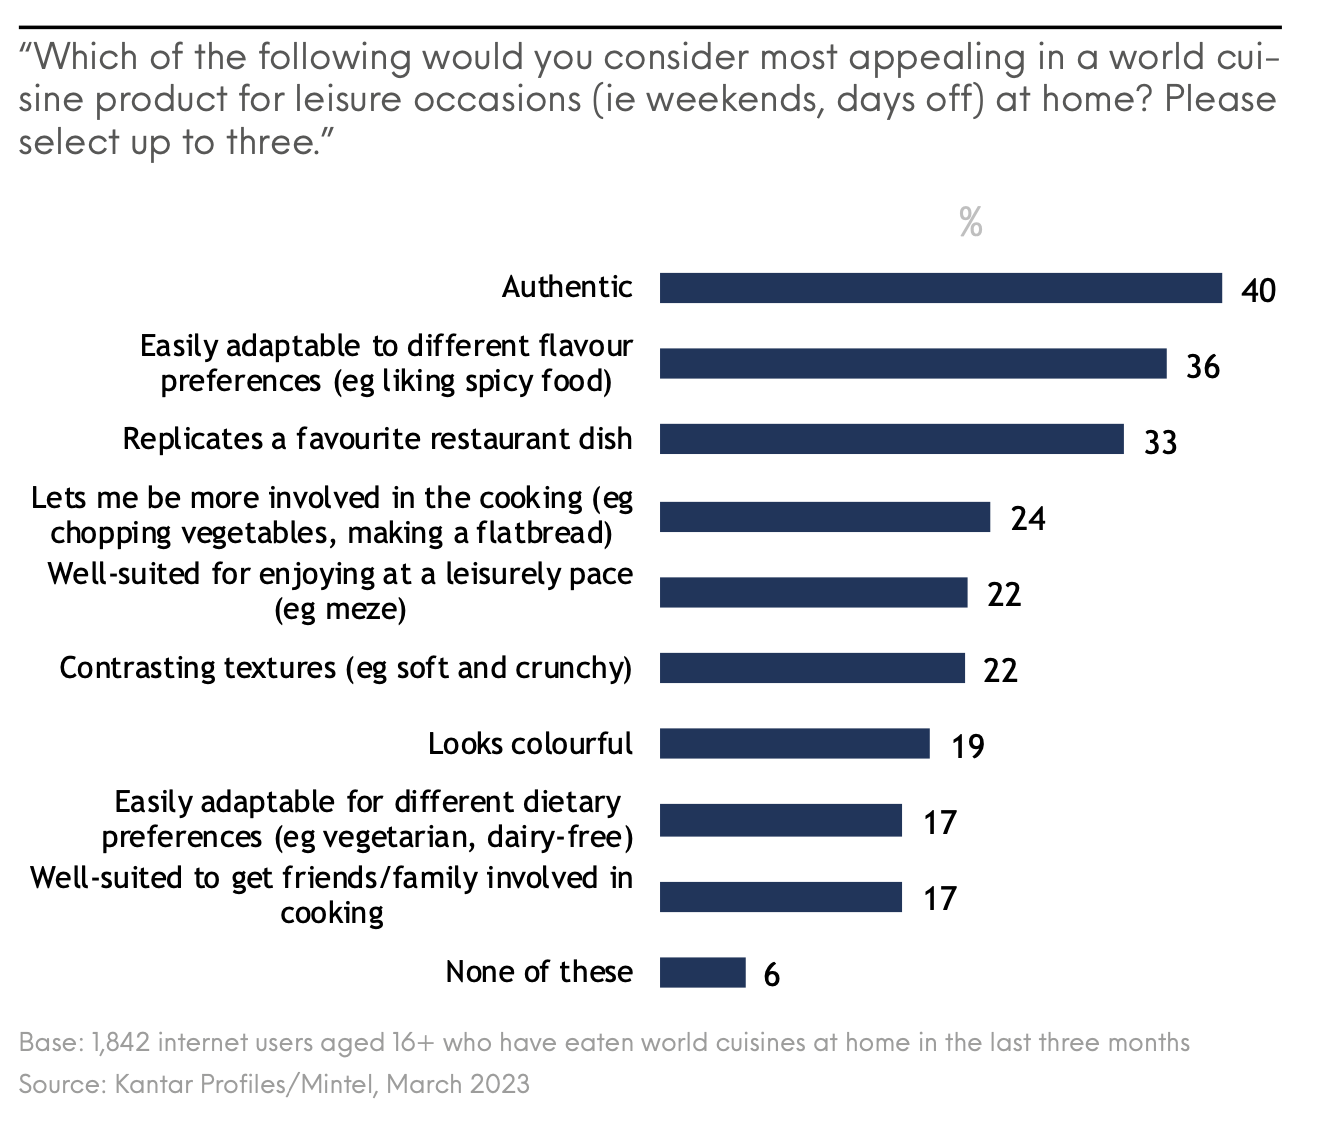 “Which of the following would you consider most appealing in a world cui-
sine product for leisure occasions (ie weekends, days off) at home? Please
select up to three.”
%
Authentic 40
Easily adaptable to different flavour
preferences (eg liking spicy food) 36
Replicates a favourite restaurant dish 33
Lets me be more involved in the cooking (eg
chopping vegetables, making a flatbread) 24
Well-suited for enjoying at a leisurely pace
(eg meze) 22
Contrasting textures (eg soft and crunchy) 22
Looks colourful 19
Easily adaptable for different dietary
preferences (eg vegetarian, dairy-free) 17
Well-suited to get friends/family involved in
cooking 17
None of these 6
Base: 1,842 internet users aged 16+ who have eaten world cuisines at home in the last three months
Source: Kantar Profiles/Mintel, March 2023